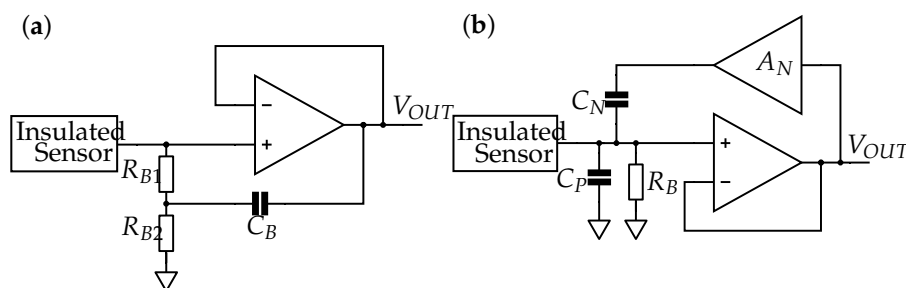 (a)
(b)
A_N
V_OUT
C_N
Insulated
Sensor
−
+
R_B1
R_B2
C_B
Insulated
Sensor
V_OUT
+
−
C_P
R_B